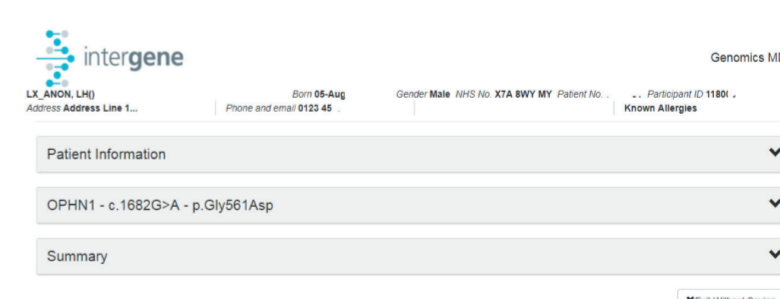 intergene
Genomics
LX_ANON, LH() Born 05-Aug Gender Male NHS No. X7A 8WY MY Patient No. Participant ID
Address Address Line 1... Phone and email 0123 45 Known Allergies
Patient Information
OPHN1 - c.1682G>A - p.Gly561Asp
Summary